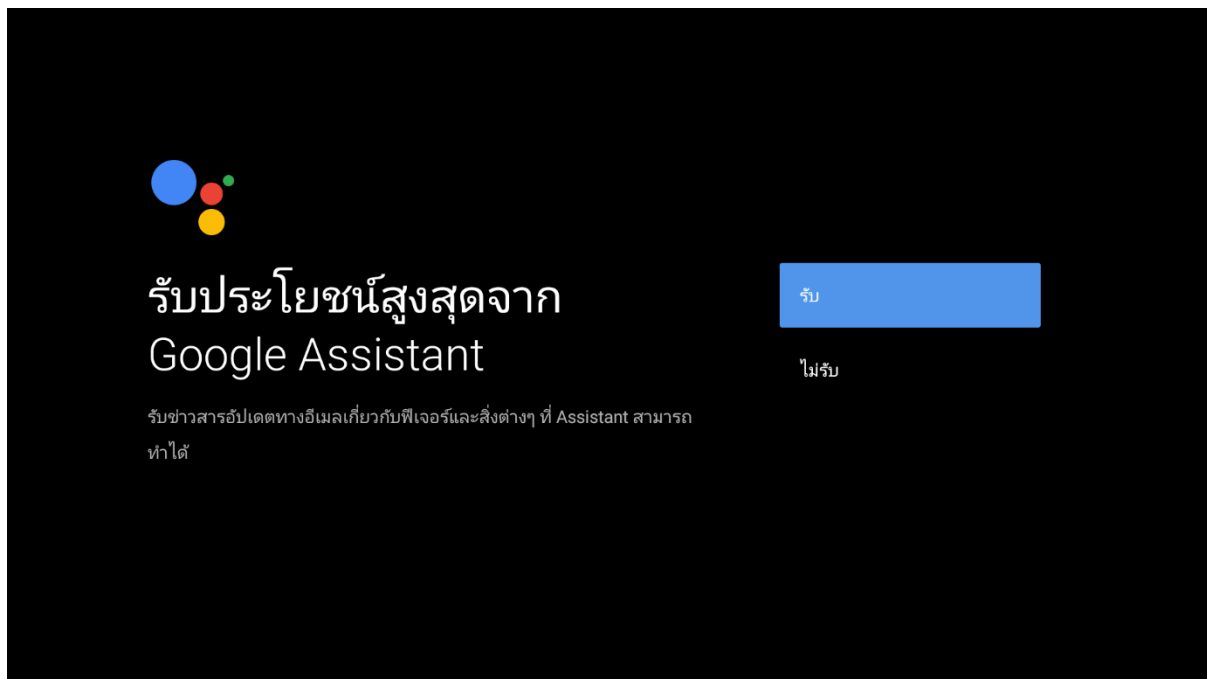 รับประโยชน์สูงสุดจาก
Google Assistant
รับข่าวสารอัปเดตทางอีเมลเกี่ยวกับฟีเจอร์และสิ่งต่างๆ ที่ Assistant สามารถ
ทำได้
รับ
ไม่รับ